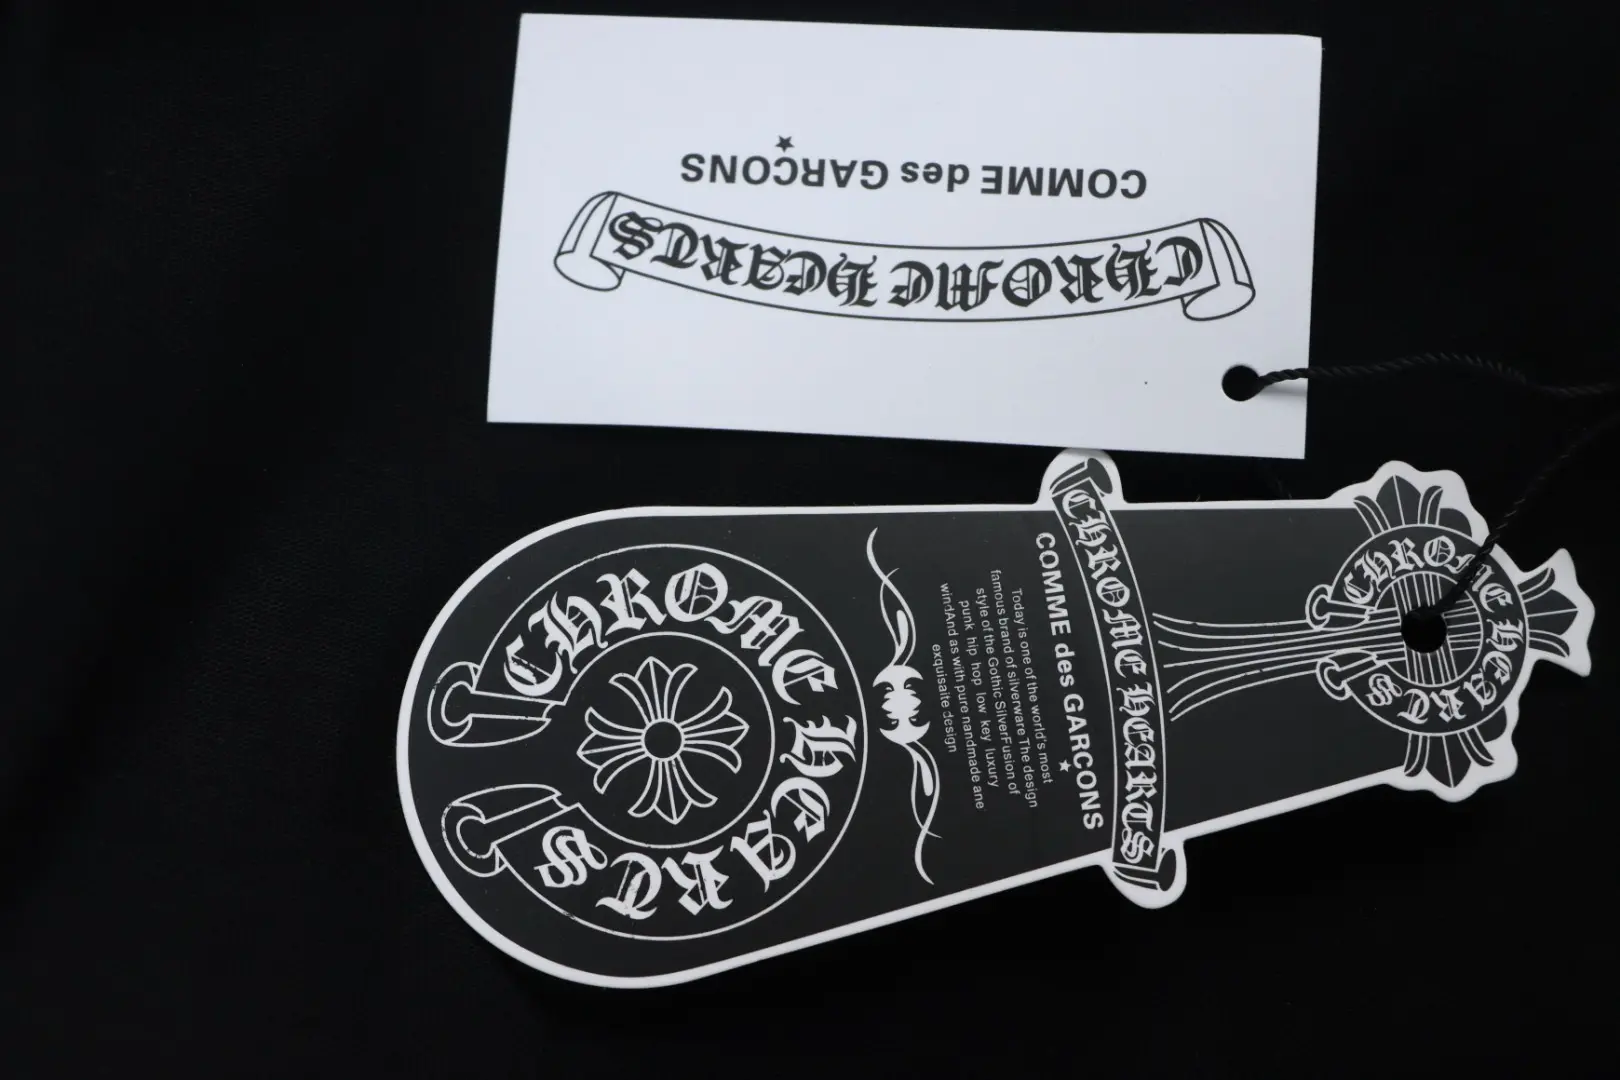 COMME des GARCONS
CHROME HEARTS
CHROME HEARTS
CHROME HEARTS
COMME des GARCONS
Today is one of the world's most
famous brand of silverware.The design
style of the Gothic SilverFusion of
punk hip hop low key luxury
windAnd as with pure nandmade ane
exquisaite design
CHROME HEARTS